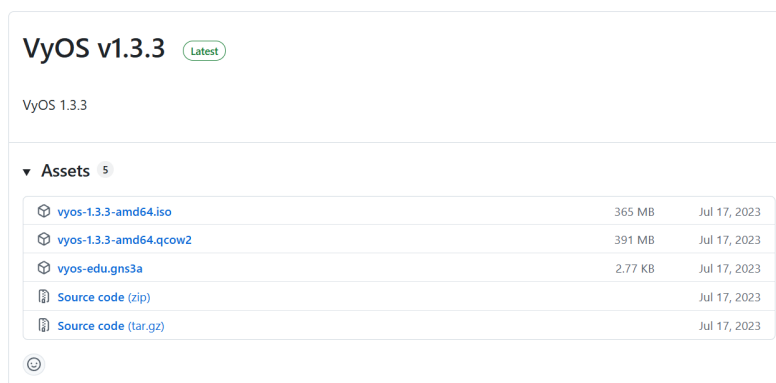 VyOS v1.3.3 Latest
VyOS 1.3.3
Assets 5
vyos-1.3.3-amd64.iso 365 MB Jul 17, 2023
vyos-1.3.3-amd64.qcow2 391 MB Jul 17, 2023
vyos-edu.gns3a 2.77 KB Jul 17, 2023
Source code (zip) Jul 17, 2023
Source code (tar.gz) Jul 17, 2023